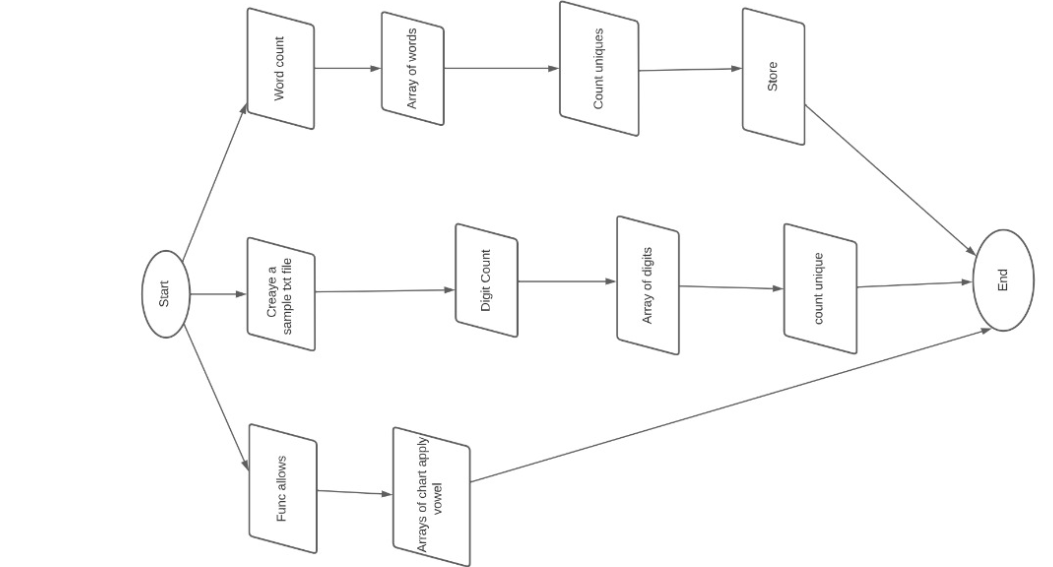 Word count
Array of words
Count uniques
Store
Start
Creaye a
sample txt file
Digit Count
Array of digits
count unique
End
Func allows
Arrays of chart apply
vowel